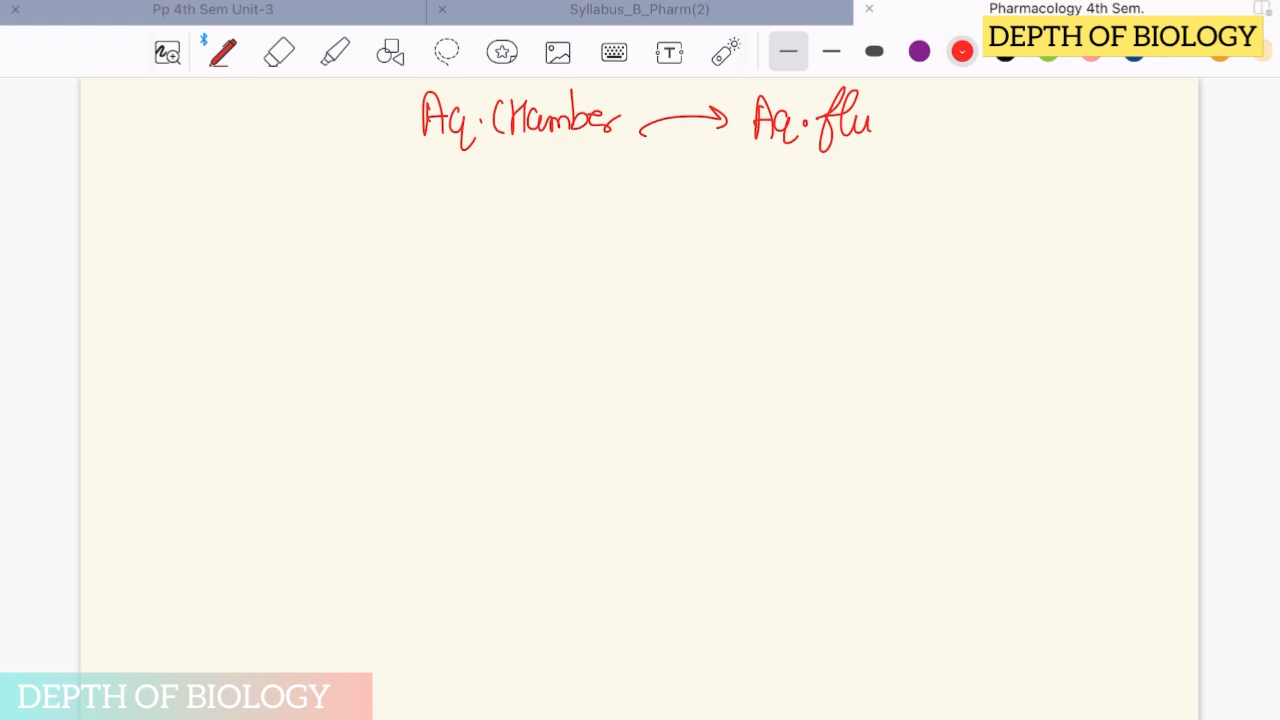 Pp 4th Sem Unit-3
Syllabus_B_Pharm(2)
Pharmacology 4th Sem.
DEPTH OF BIOLOGY
T
Aq. CHamber → Aq. flu
DEPTH OF BIOLOGY